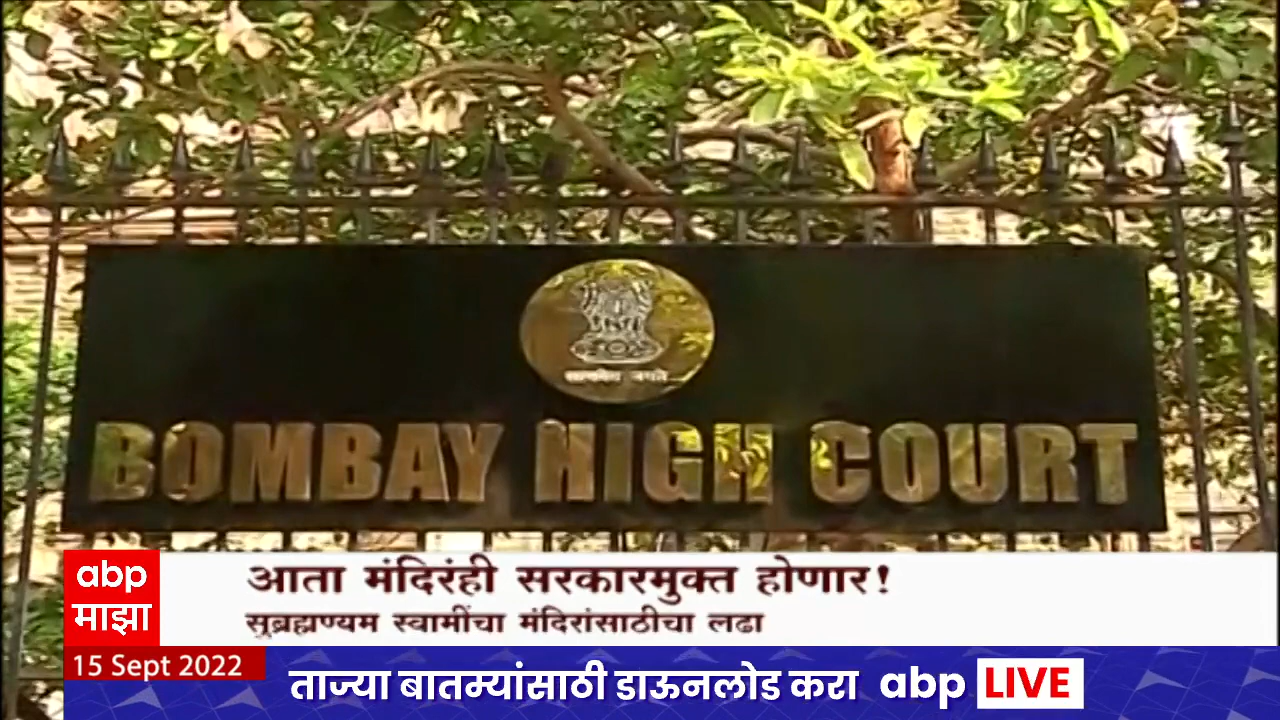 BOMBAY HIGH COURT
abp
माझा
आता मंदिरंही सरकारमुक्त होणार!
सुब्रह्मण्यम स्वामींचा मंदिरांसाठीचा लढा
15 Sept 2022
ताज्या बातम्यांसाठी डाऊनलोड करा abp LIVE